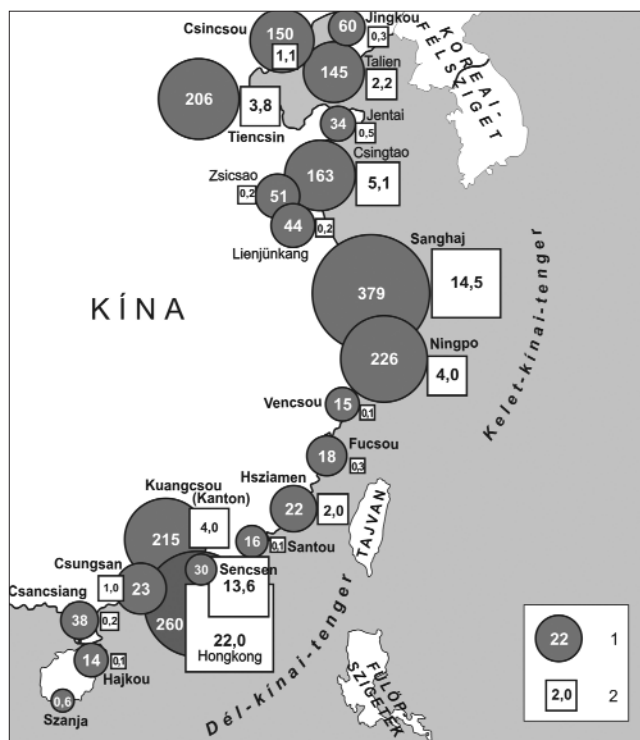 Jingkou
60
0,3
Csincsou
150
1,1
Talien
145
2,2
KOREAI-
FÉLSZIGET
206
3,8
Tiencsin
Jentai
34
0,5
Csingtao
163
5,1
Zsicsao
0,2
51
44
0,2
Lienjünkang
Sanghaj
379
14,5
KÍNA
Ningpo
226
4,0
Kelet-kínai-tenger
Vencsou
15
0,1
Fucsou
18
0,3
Hsziamen
22
2,0
Kuangcsou
(Kanton)
215
4,0
16
0,1
Santou
TAJVAN
Csungsan
1,0
23
30
Sencsen
13,6
Csancsiang
38
0,2
260
22,0
Hongkong
14
0,1
Hajkou
0,6
Szanja
Dél-kínai-tenger
FÜLÖP-
SZIGETEK
22
1
2,0
2